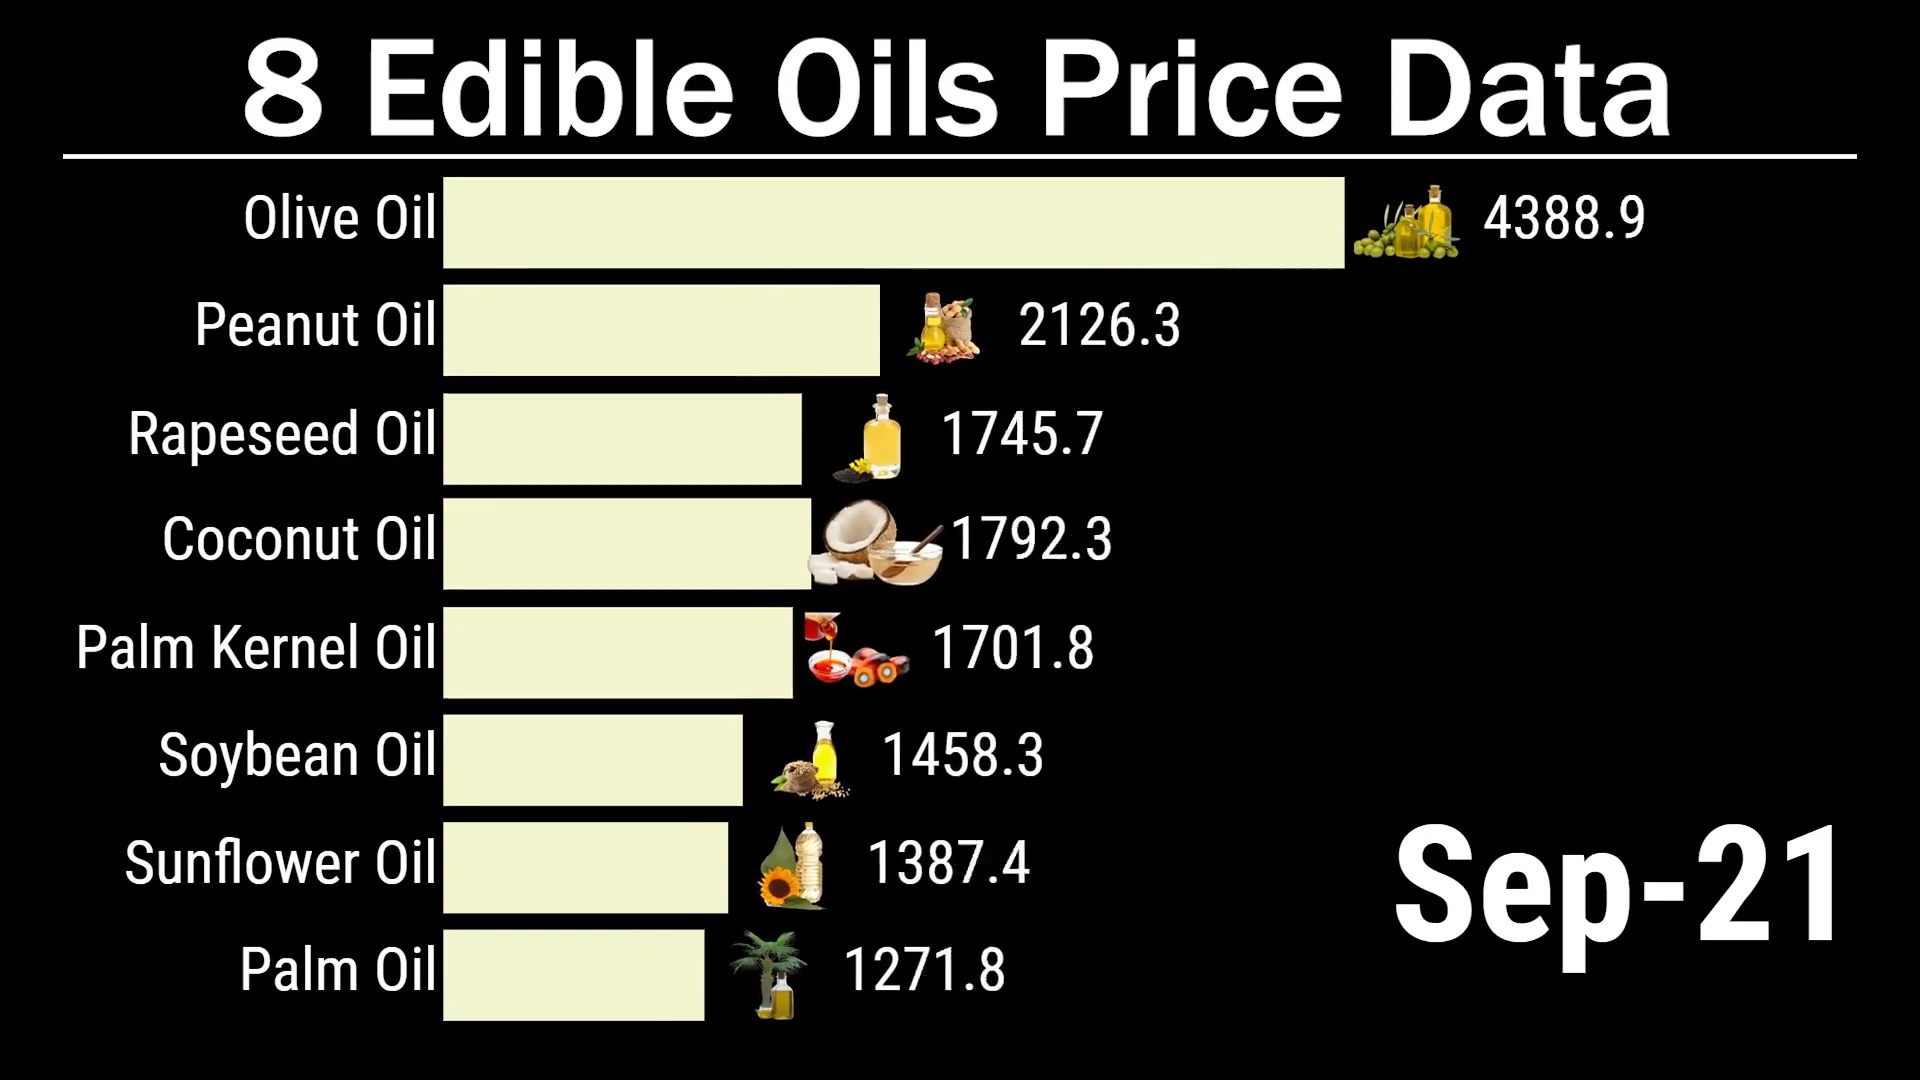 8 Edible Oils Price Data
Olive Oil 4388.9
Peanut Oil 2126.3
Rapeseed Oil 1745.7
Coconut Oil 1792.3
Palm Kernel Oil 1701.8
Soybean Oil 1458.3
Sunflower Oil 1387.4
Palm Oil 1271.8
Sep-21